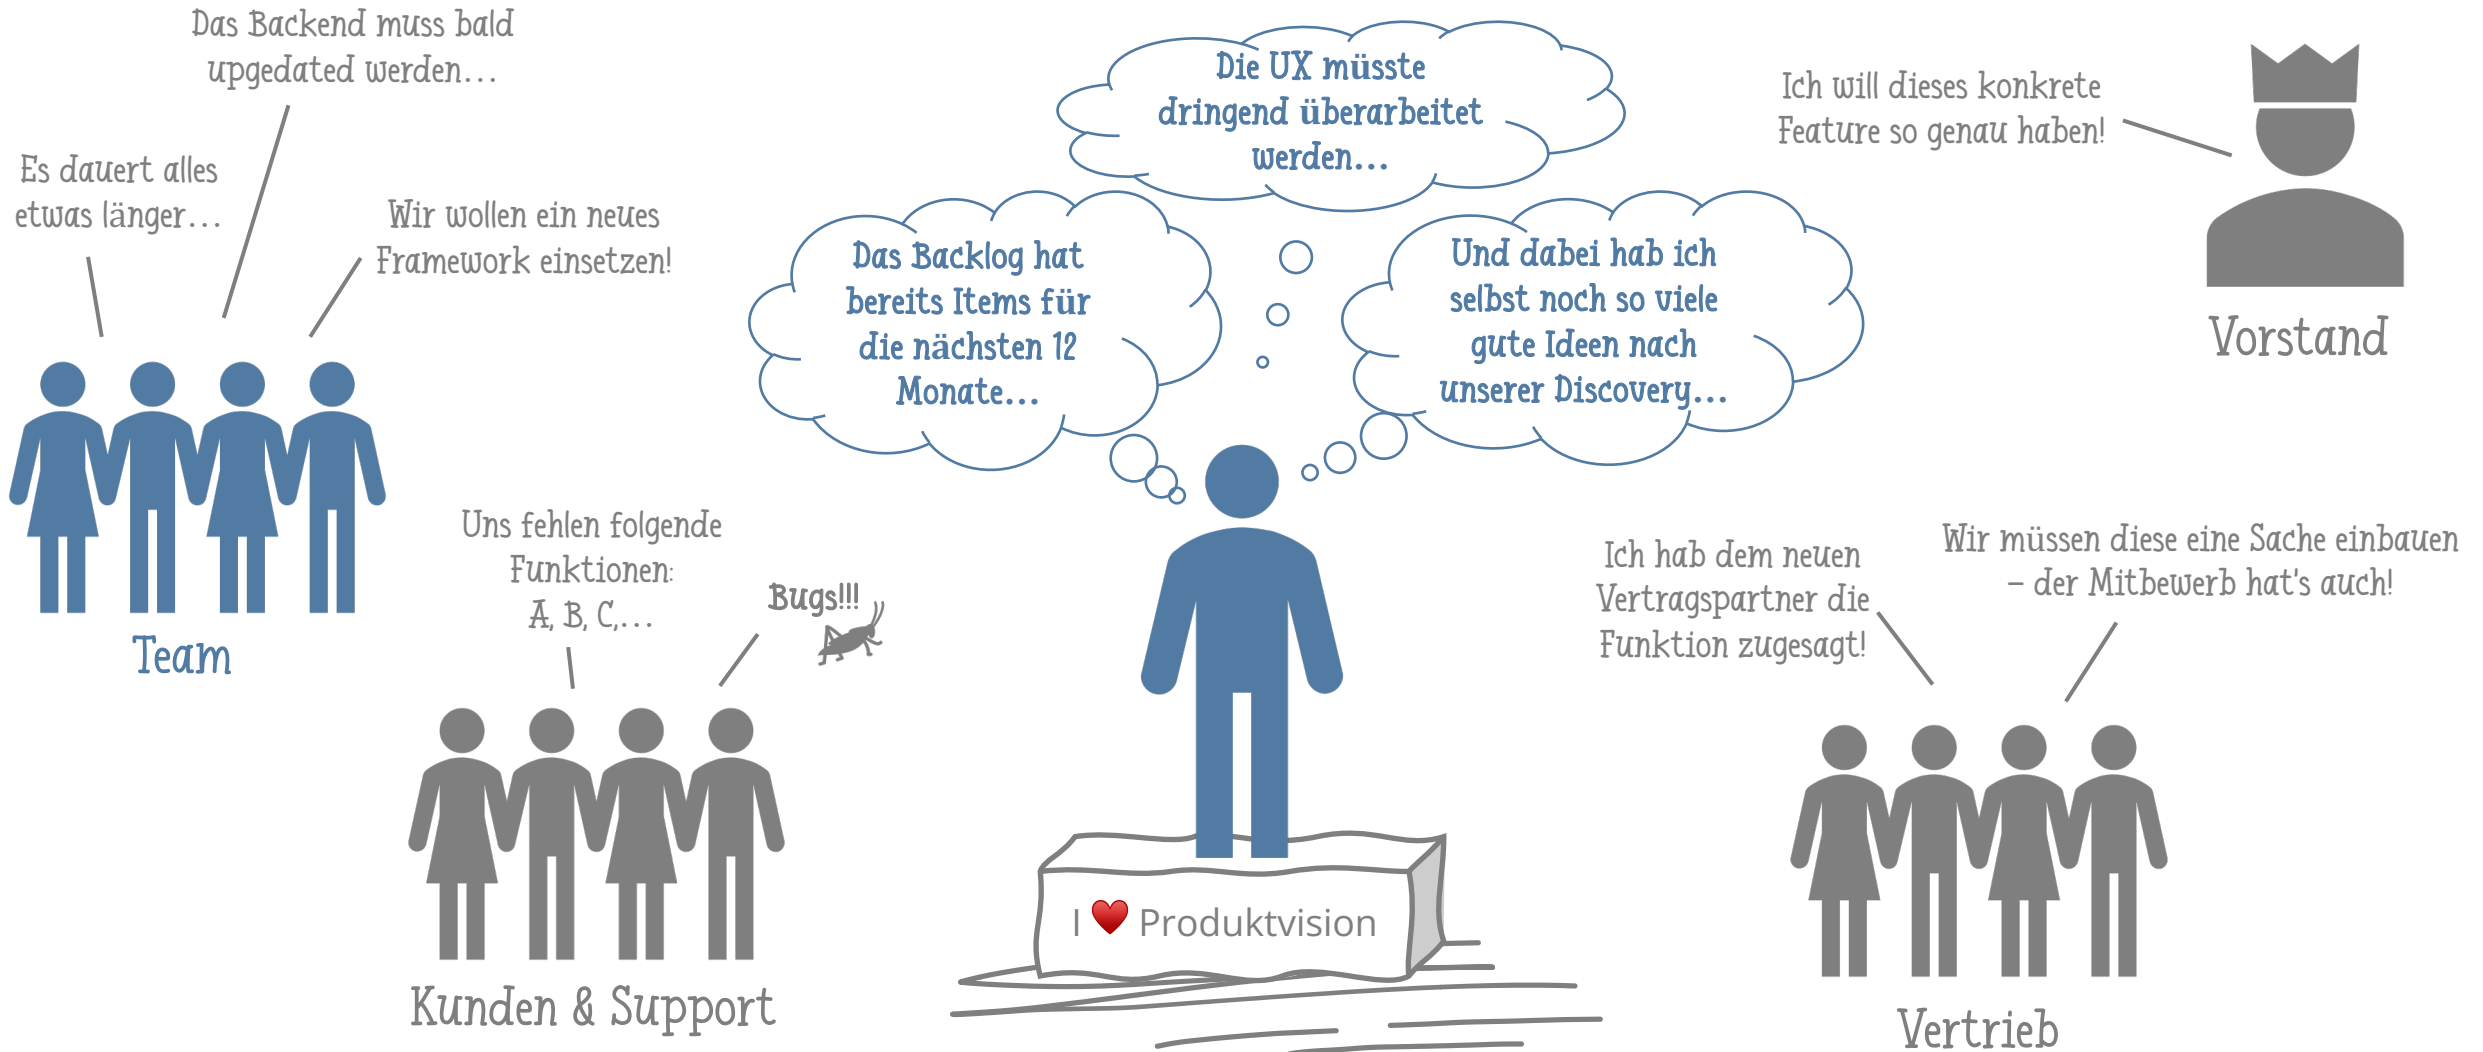 Das Backend muss bald
upgedated werden...
Es dauert alles
etwas länger...
Wir wollen ein neues
Framework einsetzen!
Team
Uns fehlen folgende
Funktionen:
A, B, C,...
Bugs!!!
Kunden & Support
Die UX müsste
dringend überarbeitet
werden...
Das Backlog hat
bereits Items für
die nächsten 12
Monate...
Und dabei hab ich
selbst noch so viele
gute Ideen nach
unserer Discovery...
I ❤ Produktvision
Ich will dieses konkrete
Feature so genau haben!
Vorstand
Ich hab dem neuen
Vertragspartner die
Funktion zugesagt!
Wir müssen diese eine Sache einbauen
– der Mitbewerb hat's auch!
Vertrieb